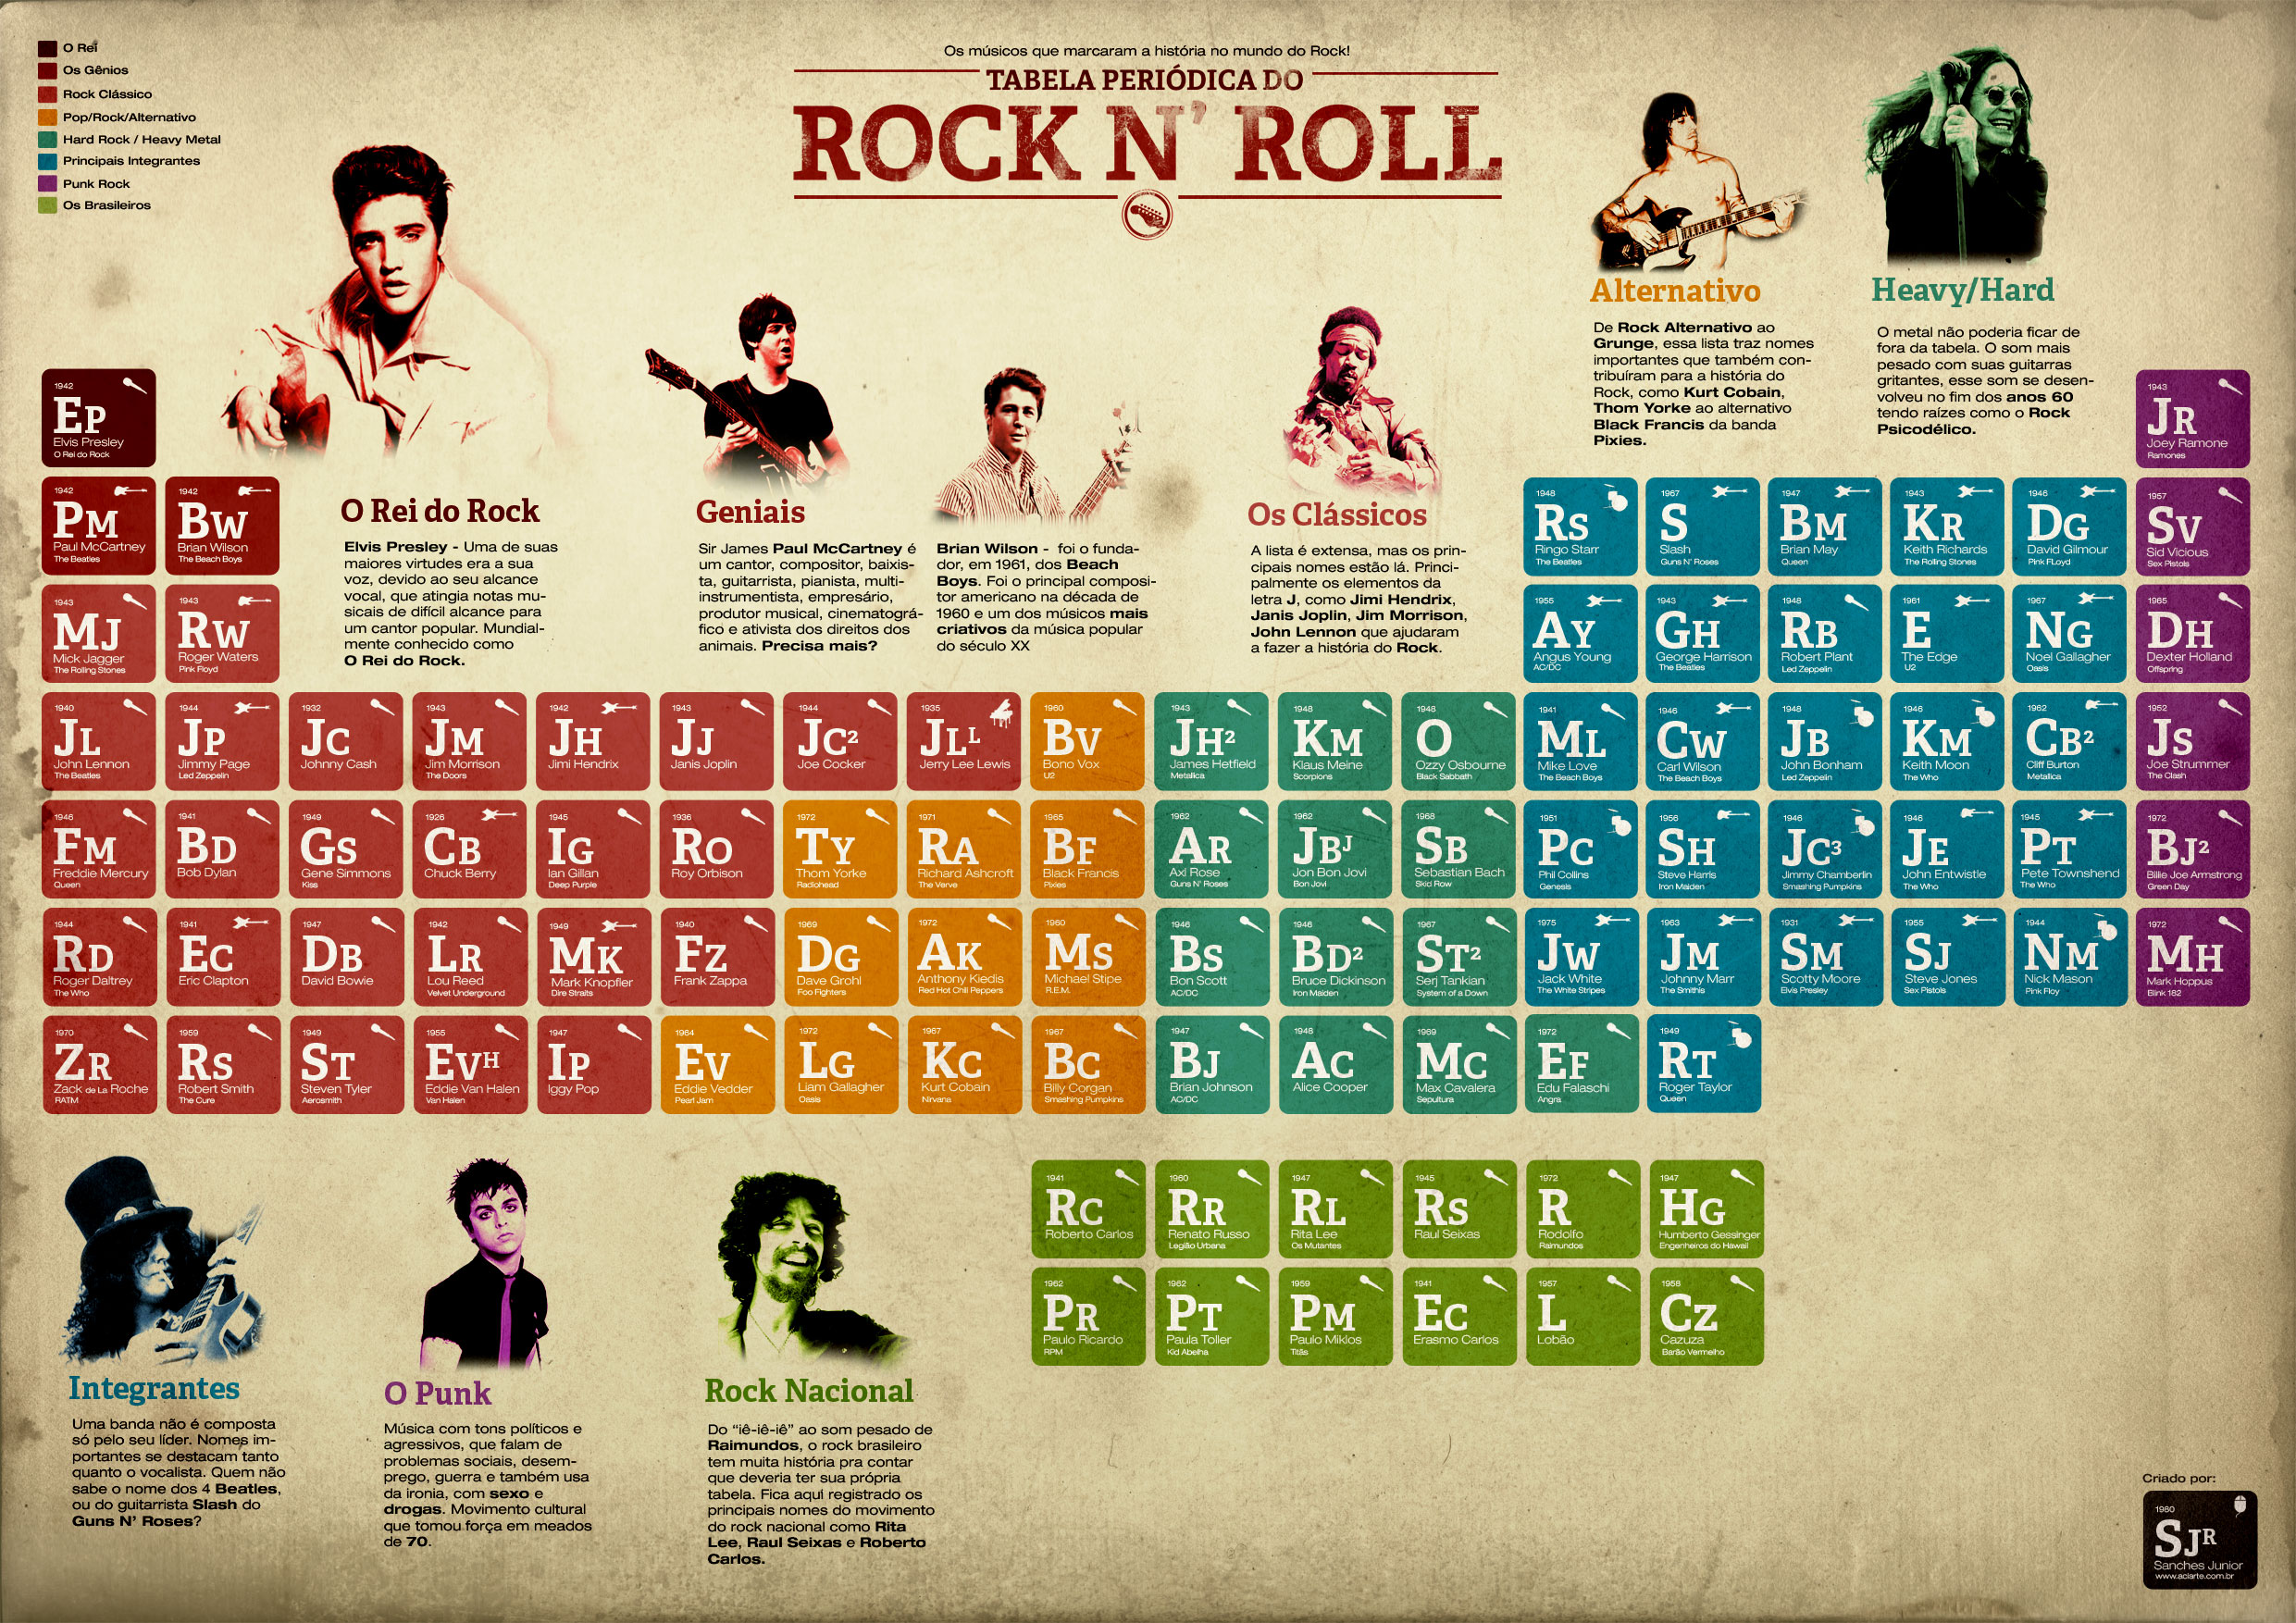 O Rei
Os Gênios
Rock Clássico
Pop/Rock/Alternativo
Hard Rock / Heavy Metal
Principais Integrantes
Punk Rock
Os Brasileiros
Os músicos que marcaram a história no mundo do Rock!
TABELA PERIÓDICA DO
ROCK N' ROLL
Alternativo
De Rock Alternativo ao
Grunge, essa lista traz nomes
importantes que também con-
tribuíram para a história do
Rock, como Kurt Cobain,
Thom Yorke ao alternativo
Black Francis da banda
Pixies.
Heavy/Hard
O metal não poderia ficar de
fora da tabela. O som mais
pesado com suas guitarras
gritantes, esse som se desen-
volveu no fim dos anos 60
tendo raízes como o Rock
Psicodélico.
1942
EP
Elvis Presley
O Rei do Rock
1943
JR
Joey Ramone
Ramones
1942
PM
Paul McCartney
The Beatles
1942
BW
Brian Wilson
The Beach Boys
O Rei do Rock
Elvis Presley - Uma de suas
maiores virtudes era a sua
voz, devido ao seu alcance
vocal, que atingia notas mu-
sicais de difícil alcance para
um cantor popular. Mundial-
mente conhecido como
O Rei do Rock.
Geniais
Sir James Paul McCartney é
um cantor, compositor, baixis-
ta, guitarrista, pianista, multi-
instrumentista, empresário,
produtor musical, cinematográ-
fico e ativista dos direitos dos
animais. Precisa mais?
Brian Wilson - foi o funda-
dor, em 1961, dos Beach
Boys. Foi o principal composi-
tor americano na década de
1960 e um dos músicos mais
criativos da música popular
do século XX
Os Clássicos
A lista é extensa, mas os prin-
cipais nomes estão lá. Princi-
palmente os elementos da
letra J, como Jimi Hendrix,
Janis Joplin, Jim Morrison,
John Lennon que ajudaram
a fazer a história do Rock.
1948
RS
Ringo Starr
The Beatles
1967
S
Slash
Guns N' Roses
1947
BM
Brian May
Queen
1943
KR
Keith Richards
The Rolling Stones
1946
DG
David Gilmour
Pink FLoyd
1957
SV
Sid Vicious
Sex Pistols
1943
MJ
Mick Jagger
The Rolling Stones
1943
RW
Roger Waters
Pink Floyd
1955
AY
Angus Young
AC/DC
1943
GH
George Harrison
The Beatles
1948
RB
Robert Plant
Led Zeppelin
1961
E
The Edge
U2
1967
NG
Noel Gallagher
Oasis
1965
DH
Dexter Holland
Offspring
1940
JL
John Lennon
The Beatles
1944
JP
Jimmy Page
Led Zeppelin
1932
JC
Johnny Cash
1943
JM
Jim Morrison
The Doors
1942
JH
Jimi Hendrix
1943
JJ
Janis Joplin
1944
JC²
Joe Cocker
1935
JLL
Jerry Lee Lewis
1960
BV
Bono Vox
U2
1943
JH²
James Hetfield
Metallica
1948
KM
Klaus Meine
Scorpions
1948
O
Ozzy Osbourne
Black Sabbath
1941
ML
Mike Love
The Beach Boys
1946
CW
Carl Wilson
The Beach Boys
1948
JB
John Bonham
Led Zeppelin
1946
KM
Keith Moon
The Who
1962
CB²
Cliff Burton
Metallica
1952
JS
Joe Strummer
The Clash
1946
FM
Freddie Mercury
Queen
1941
BD
Bob Dylan
1949
GS
Gene Simmons
Kiss
1926
CB
Chuck Berry
1945
IG
Ian Gillan
Deep Purple
1936
RO
Roy Orbison
1972
TY
Thom Yorke
Radiohead
1971
RA
Richard Ashcroft
The Verve
1965
BF
Black Francis
Pixies
1962
AR
Axl Rose
Guns N' Roses
1962
JBJ
Jon Bon Jovi
Bon Jovi
1968
SB
Sebastian Bach
Skid Row
1951
PC
Phil Collins
Genesis
1956
SH
Steve Harris
Iron Maiden
1946
JC³
Jimmy Chamberlin
Smashing Pumpkins
1946
JE
John Entwistle
The Who
1945
PT
Pete Townshend
The Who
1972
BJ²
Billie Joe Armstrong
Green Day
1944
RD
Roger Daltrey
The Who
1941
EC
Eric Clapton
1947
DB
David Bowie
1942
LR
Lou Reed
Velvet Underground
1949
MK
Mark Knopfler
Dire Straits
1940
FZ
Frank Zappa
1969
DG
Dave Grohl
Foo Fighters
1972
AK
Anthony Kiedis
Red Hot Chili Peppers
1960
MS
Michael Stipe
R.E.M.
1946
BS
Bon Scott
AC/DC
1946
BD²
Bruce Dickinson
Iron Maiden
1967
ST²
Serj Tankian
System of a Down
1975
JW
Jack White
The White Stripes
1963
JM
Johnny Marr
The Smithis
1931
SM
Scotty Moore
Elvis Presley
1955
SJ
Steve Jones
Sex Pistols
1944
NM
Nick Mason
Pink Floy
1972
MH
Mark Hoppus
Blink 182
1970
ZR
Zack de La Roche
RATM
1959
RS
Robert Smith
The Cure
1949
ST
Steven Tyler
Aerosmith
1955
EVH
Eddie Van Halen
Van Halen
1947
IP
Iggy Pop
1964
EV
Eddie Vedder
Pearl Jam
1972
LG
Liam Gallagher
Oasis
1967
KC
Kurt Cobain
Nirvana
1967
BC
Billy Corgan
Smashing Pumpkins
1947
BJ
Brian Johnson
AC/DC
1948
AC
Alice Cooper
1969
MC
Max Cavalera
Sepultura
1972
EF
Edu Falaschi
Angra
1949
RT
Roger Taylor
Queen
1941
RC
Roberto Carlos
1960
RR
Renato Russo
Legião Urbana
1947
RL
Rita Lee
Os Mutantes
1945
RS
Raul Seixas
1972
R
Rodolfo
Raimundos
1947
HG
Humberto Gessinger
Engenheiros do Hawaii
1962
PR
Paulo Ricardo
RPM
1962
PT
Paula Toller
Kid Abelha
1959
PM
Paulo Miklos
Titãs
1941
EC
Erasmo Carlos
1957
L
Lobão
1958
CZ
Cazuza
Barão Vermelho
Integrantes
Uma banda não é composta
só pelo seu líder. Nomes im-
portantes se destacam tanto
quanto o vocalista. Quem não
sabe o nome dos 4 Beatles,
ou do guitarrista Slash do
Guns N' Roses?
O Punk
Música com tons políticos e
agressivos, que falam de
problemas sociais, desem-
prego, guerra e também usa
da ironia, com sexo e
drogas. Movimento cultural
que tomou força em meados
de 70.
Rock Nacional
Do “iê-iê-iê” ao som pesado de
Raimundos, o rock brasileiro
tem muita história pra contar
que deveria ter sua própria
tabela. Fica aqui registrado os
principais nomes do movimento
do rock nacional como Rita
Lee, Raul Seixas e Roberto
Carlos.
Criado por:
1980
SJR
Sanches Junior
www.aciarte.com.br